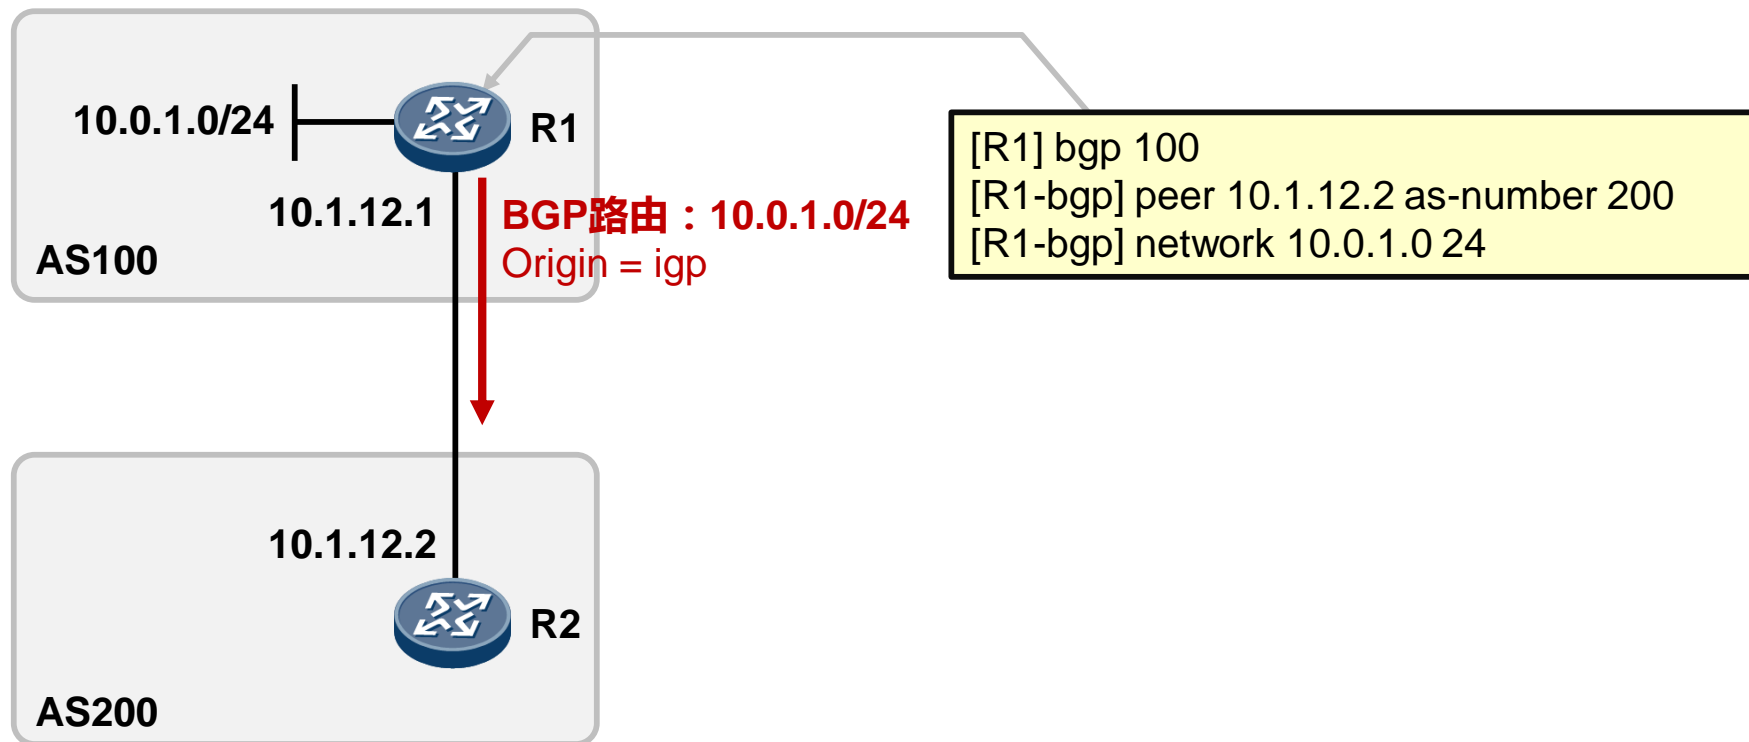 10.0.1.0/24
R1
10.1.12.1
AS100
BGP路由：10.0.1.0/24
Origin = igp
[R1] bgp 100
[R1-bgp] peer 10.1.12.2 as-number 200
[R1-bgp] network 10.0.1.0 24
10.1.12.2
R2
AS200